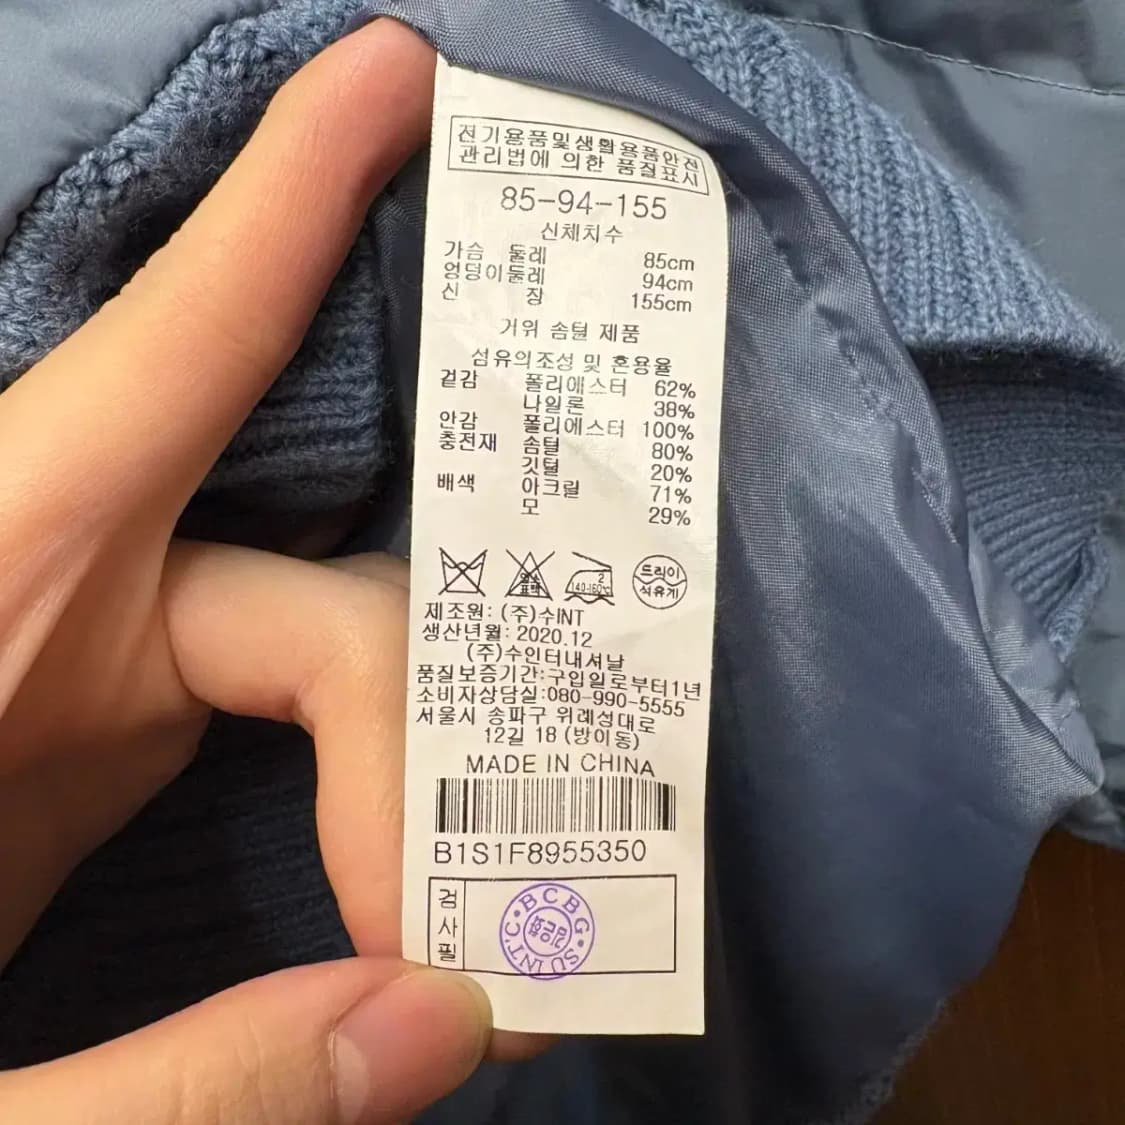 전기용품및생활용품안전
관리법에 의한 품질표시
85-94-155
신체치수
가슴 둘레 85cm
엉덩이둘레 94cm
신 장 155cm
거위 솜털 제품
섬유의조성 및 혼용율
겉감 폴리에스터 62%
나일론 38%
안감 폴리에스터 100%
충전재 솜털 80%
깃털 20%
배색 아크릴 71%
모 29%
염소
표백
2
140-160℃
드라이
석유계
제조원: (주)수INT
생산년월: 2020.12
(주)수인터내셔날
품질보증기간:구입일로부터1년
소비자상담실:080-990-5555
서울시 송파구 위례성대로
12길 18 (방이동)
MADE IN CHINA
B1S1F8955350
검사필
BCBG·SU INT'C·